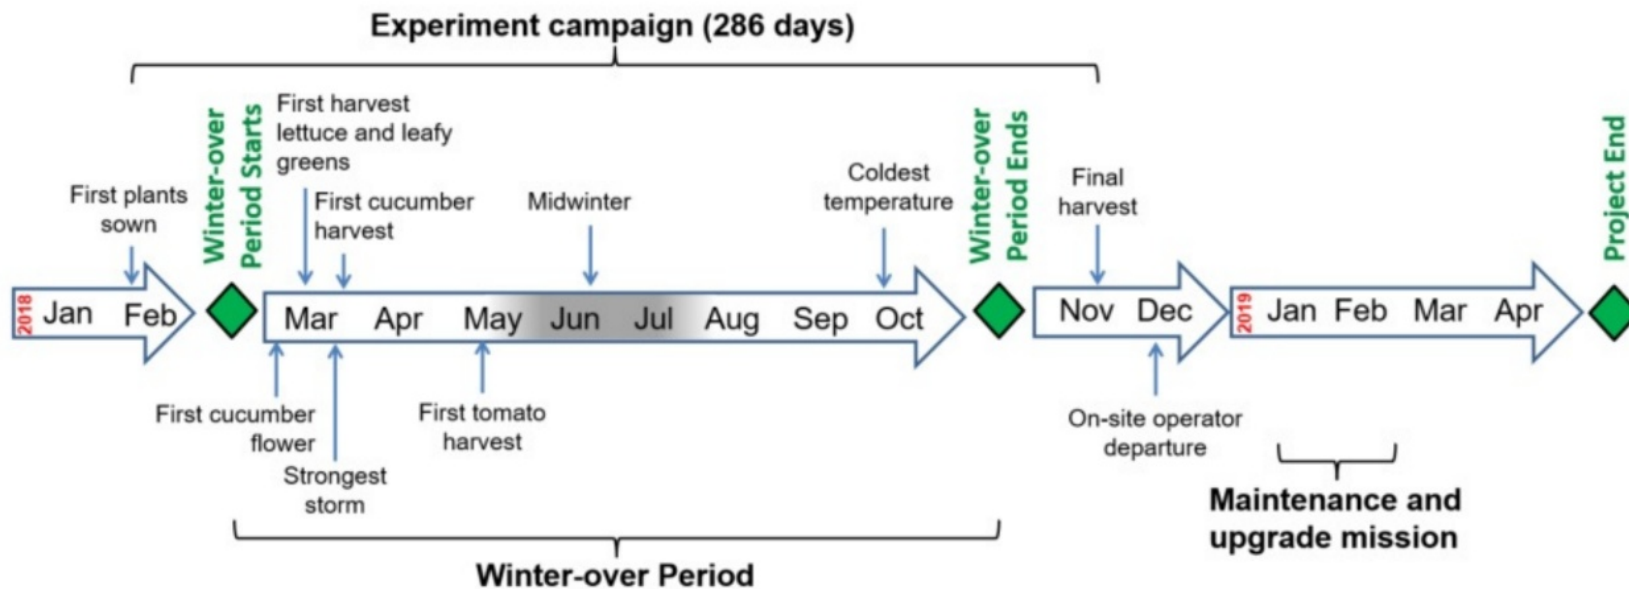 Experiment campaign (286 days)
Winter-over
Period Starts
First harvest
lettuce and leafy
greens
First plants
sown
First cucumber
harvest
Midwinter
Coldest
temperature
Winter-over
Period Ends
Final
harvest
Project End
2018
Jan
Feb
Mar
Apr
May
Jun
Jul
Aug
Sep
Oct
Nov
Dec
2019
Jan
Feb
Mar
Apr
First cucumber
flower
Strongest
storm
First tomato
harvest
On-site operator
departure
Maintenance and
upgrade mission
Winter-over Period